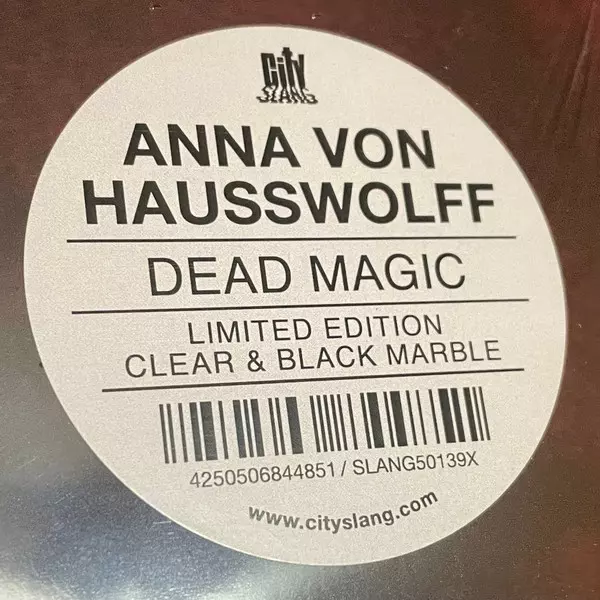 City
SLANG
ANNA VON
HAUSSWOLFF
DEAD MAGIC
LIMITED EDITION
CLEAR & BLACK MARBLE
4250506844851 / SLANG50139X
www.cityslang.com